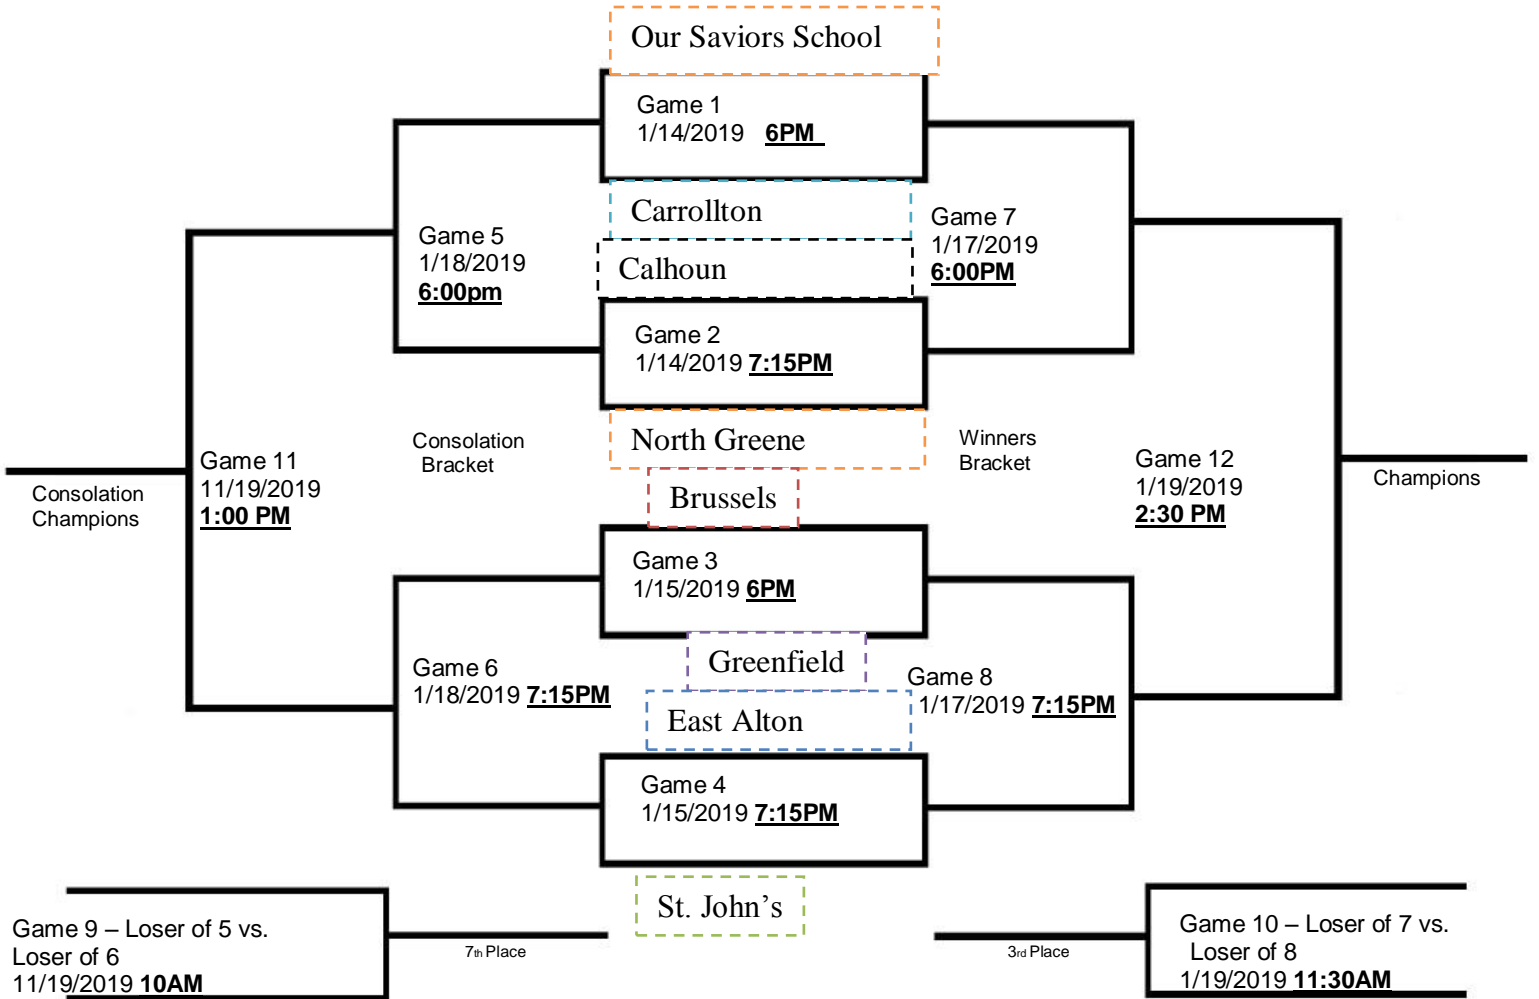 Our Saviors School
Game 1
1/14/2019 6PM
Carrollton
Game 5
1/18/2019
6:00pm
Game 7
1/17/2019
6:00PM
Calhoun
Game 2
1/14/2019 7:15PM
North Greene
Consolation
Bracket
Winners
Bracket
Game 11
11/19/2019
1:00 PM
Consolation
Champions
Game 12
1/19/2019
2:30 PM
Champions
Brussels
Game 3
1/15/2019 6PM
Greenfield
Game 6
1/18/2019 7:15PM
Game 8
1/17/2019 7:15PM
East Alton
Game 4
1/15/2019 7:15PM
St. John’s
Game 9 – Loser of 5 vs.
Loser of 6
11/19/2019 10AM
7th Place
3rd Place
Game 10 – Loser of 7 vs.
Loser of 8
1/19/2019 11:30AM